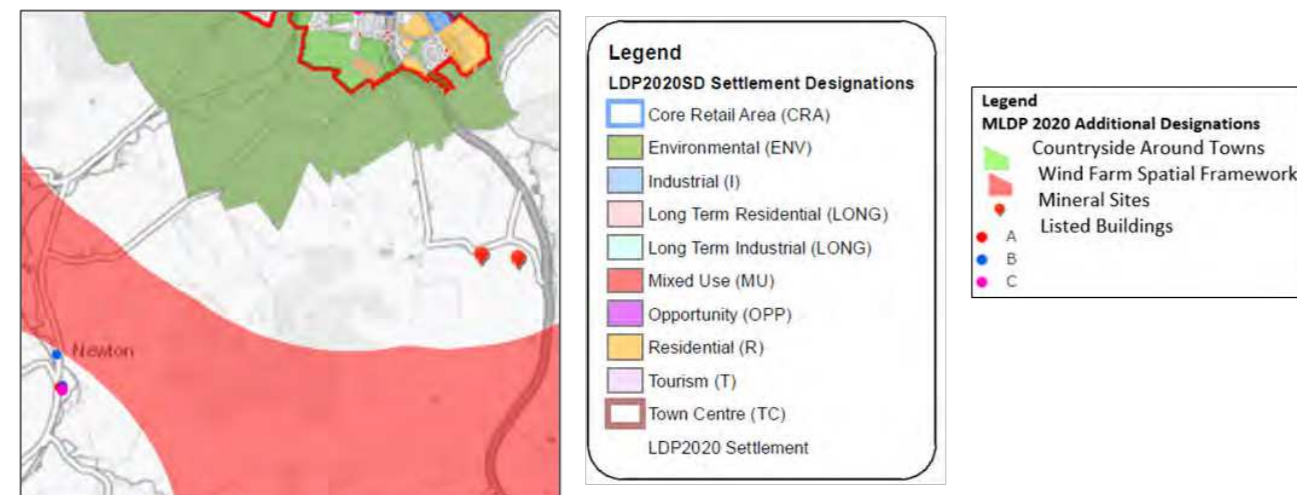 Newton
Legend
LDP2020SD Settlement Designations
Core Retail Area (CRA)
Environmental (ENV)
Industrial (I)
Long Term Residential (LONG)
Long Term Industrial (LONG)
Mixed Use (MU)
Opportunity (OPP)
Residential (R)
Tourism (T)
Town Centre (TC)
LDP2020 Settlement
Legend
MLDP 2020 Additional Designations
Countryside Around Towns
Wind Farm Spatial Framework
Mineral Sites
Listed Buildings
A
B
C